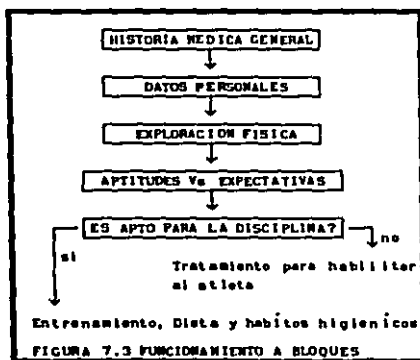 HISTORIA MEDICA GENERAL
DATOS PERSONALES
EXPLORACION FISICA
APTITUDES Vs EXPECTATIVAS
ES APTO PARA LA DISCIPLINA?
si
no
Tratamiento para habilitar
al atleta
Entrenamiento, Dieta y habitos higienicos
FIGURA 7.3 FUNCIONAMIENTO A BLOQUES